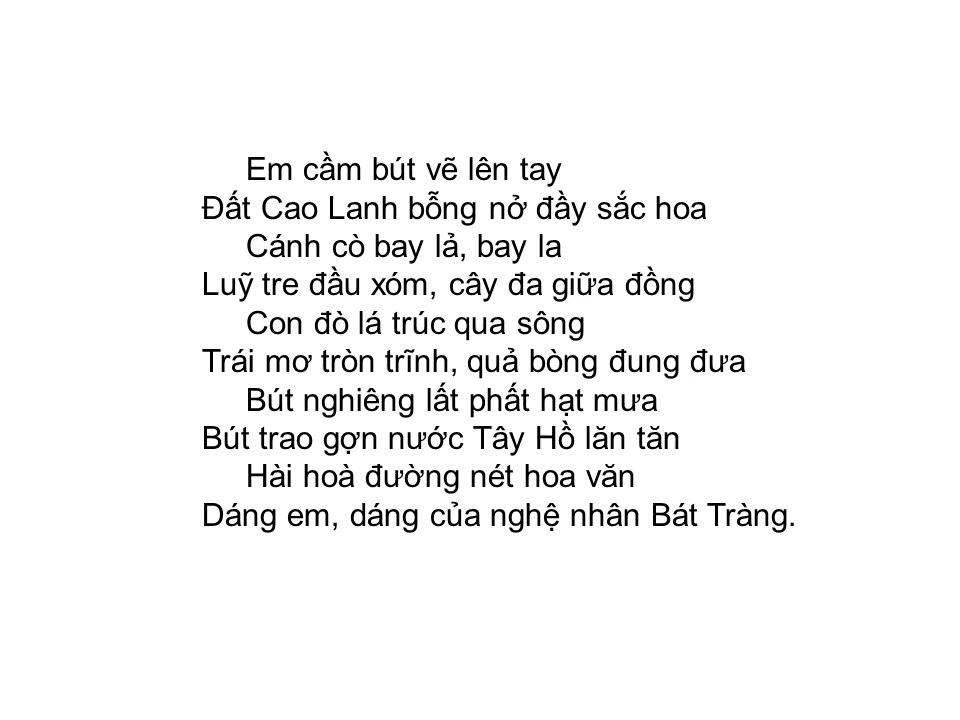 Em cầm bút vẽ lên tay
Đất Cao Lanh bỗng nở đầy sắc hoa
Cánh cò bay lả, bay la
Luỹ tre đầu xóm, cây đa giữa đồng
Con đò lá trúc qua sông
Trái mơ tròn trĩnh, quả bòng đung đưa
Bút nghiêng lất phất hạt mưa
Bút trao gợn nước Tây Hồ lăn tăn
Hài hoà đường nét hoa văn
Dáng em, dáng của nghệ nhân Bát Tràng.